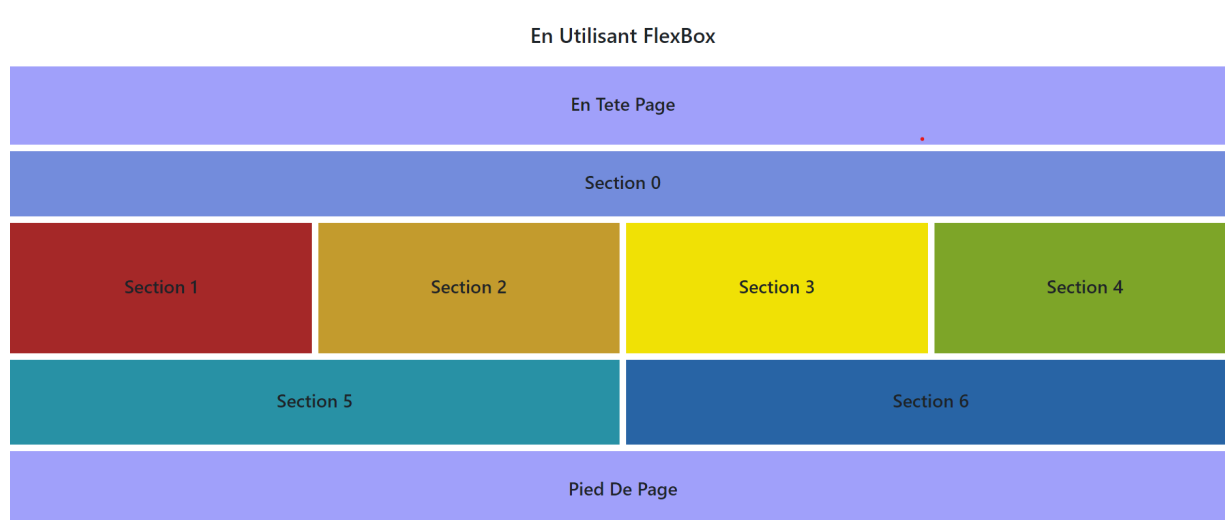 En Utilisant FlexBox
En Tete Page
Section 0
Section 1
Section 2
Section 3
Section 4
Section 5
Section 6
Pied De Page